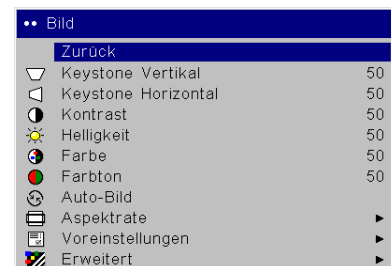 •• Bild
Zurück
Keystone Vertikal 50
Keystone Horizontal 50
Kontrast 50
Helligkeit 50
Farbe 50
Farbton 50
Auto-Bild
Aspektrate
Voreinstellungen
Erweitert